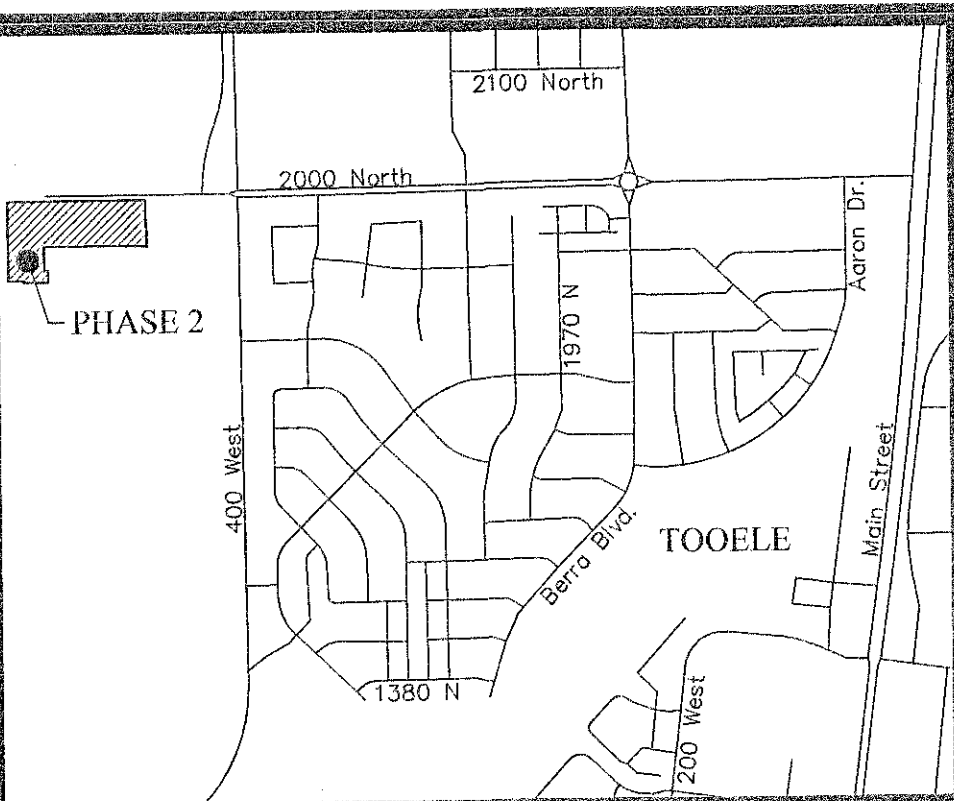 2100 North
2000 North
Aaron Dr.
PHASE 2
1970 N
400 West
Main Street
TOOELE
Berra Blvd.
1380 N
200 West